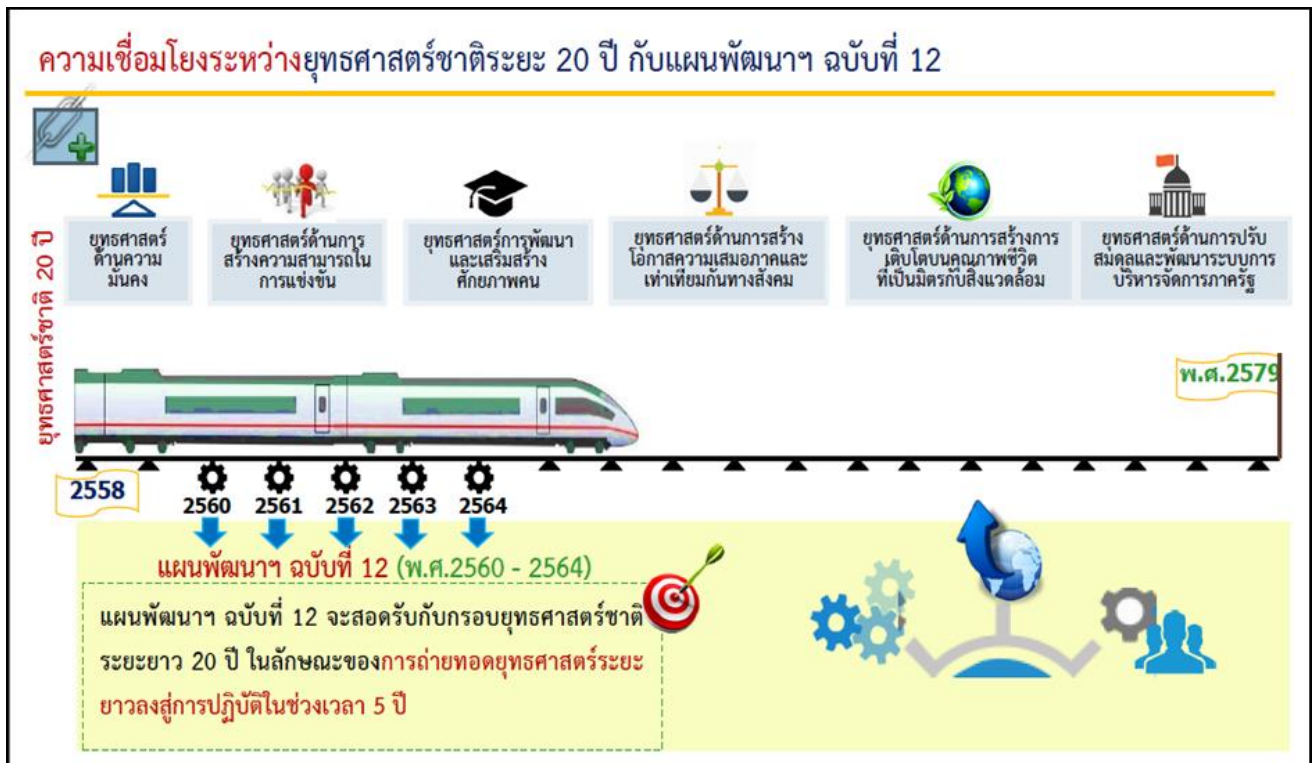 ความเชื่อมโยงระหว่างยุทธศาสตร์ชาติระยะ 20 ปี กับแผนพัฒนาฯ ฉบับที่ 12
ยุทธศาสตร์ชาติ 20 ปี
ยุทธศาสตร์
ด้านความ
มั่นคง
ยุทธศาสตร์ด้านการ
สร้างความสามารถใน
การแข่งขัน
ยุทธศาสตร์การพัฒนา
และเสริมสร้าง
ศักยภาพคน
ยุทธศาสตร์ด้านการสร้าง
โอกาสความเสมอภาคและ
เท่าเทียมกันทางสังคม
ยุทธศาสตร์ด้านการสร้างการ
เติบโตบนคุณภาพชีวิต
ที่เป็นมิตรกับสิ่งแวดล้อม
ยุทธศาสตร์ด้านการปรับ
สมดุลและพัฒนาระบบการ
บริหารจัดการภาครัฐ
พ.ศ.2579
2558
2560 2561 2562 2563 2564
แผนพัฒนาฯ ฉบับที่ 12 (พ.ศ.2560 - 2564)
แผนพัฒนาฯ ฉบับที่ 12 จะสอดรับกับกรอบยุทธศาสตร์ชาติ
ระยะยาว 20 ปี ในลักษณะของการถ่ายทอดยุทธศาสตร์ระยะ
ยาวลงสู่การปฏิบัติในช่วงเวลา 5 ปี